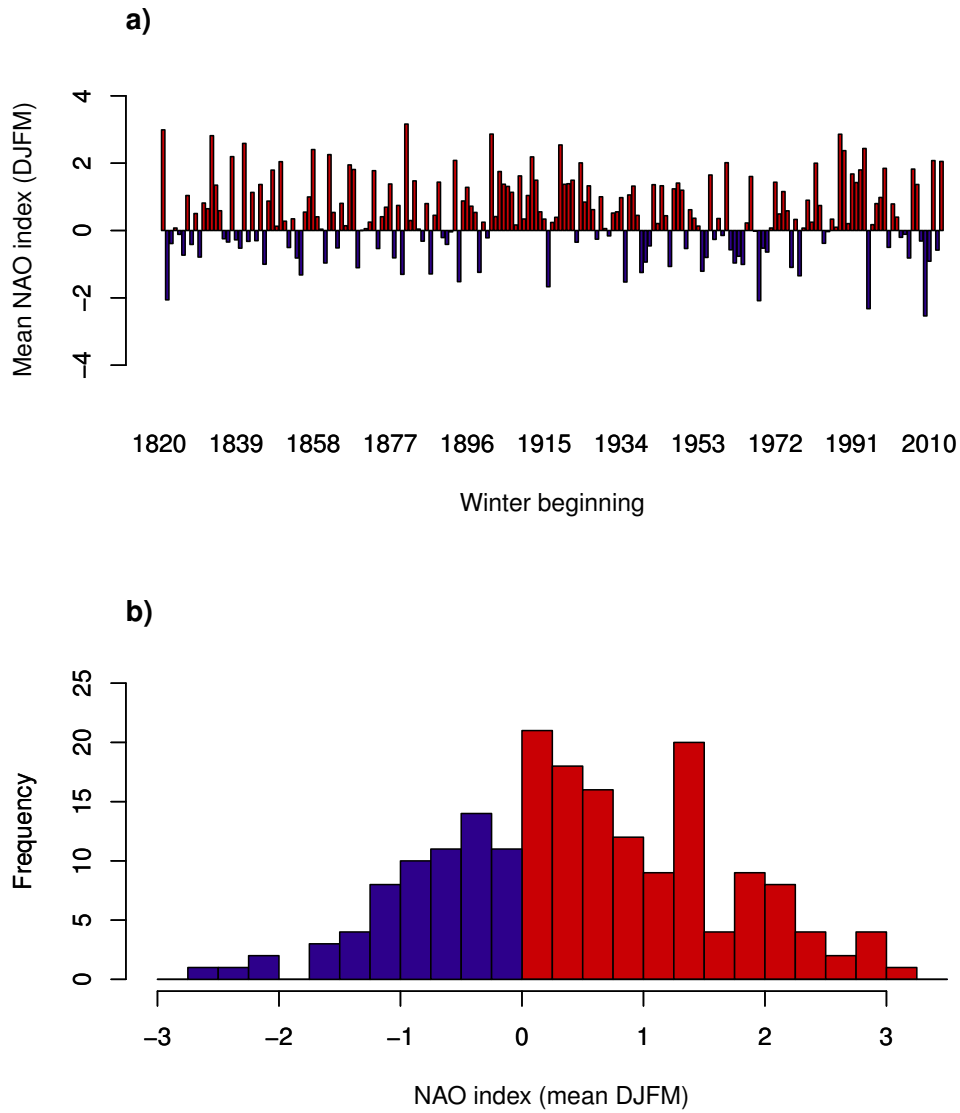 a)
Mean NAO index (DJFM)
4
2
0
−2
−4
1820 1839 1858 1877 1896 1915 1934 1953 1972 1991 2010
Winter beginning
b)
Frequency
25
20
15
10
5
0
−3 −2 −1 0 1 2 3
NAO index (mean DJFM)